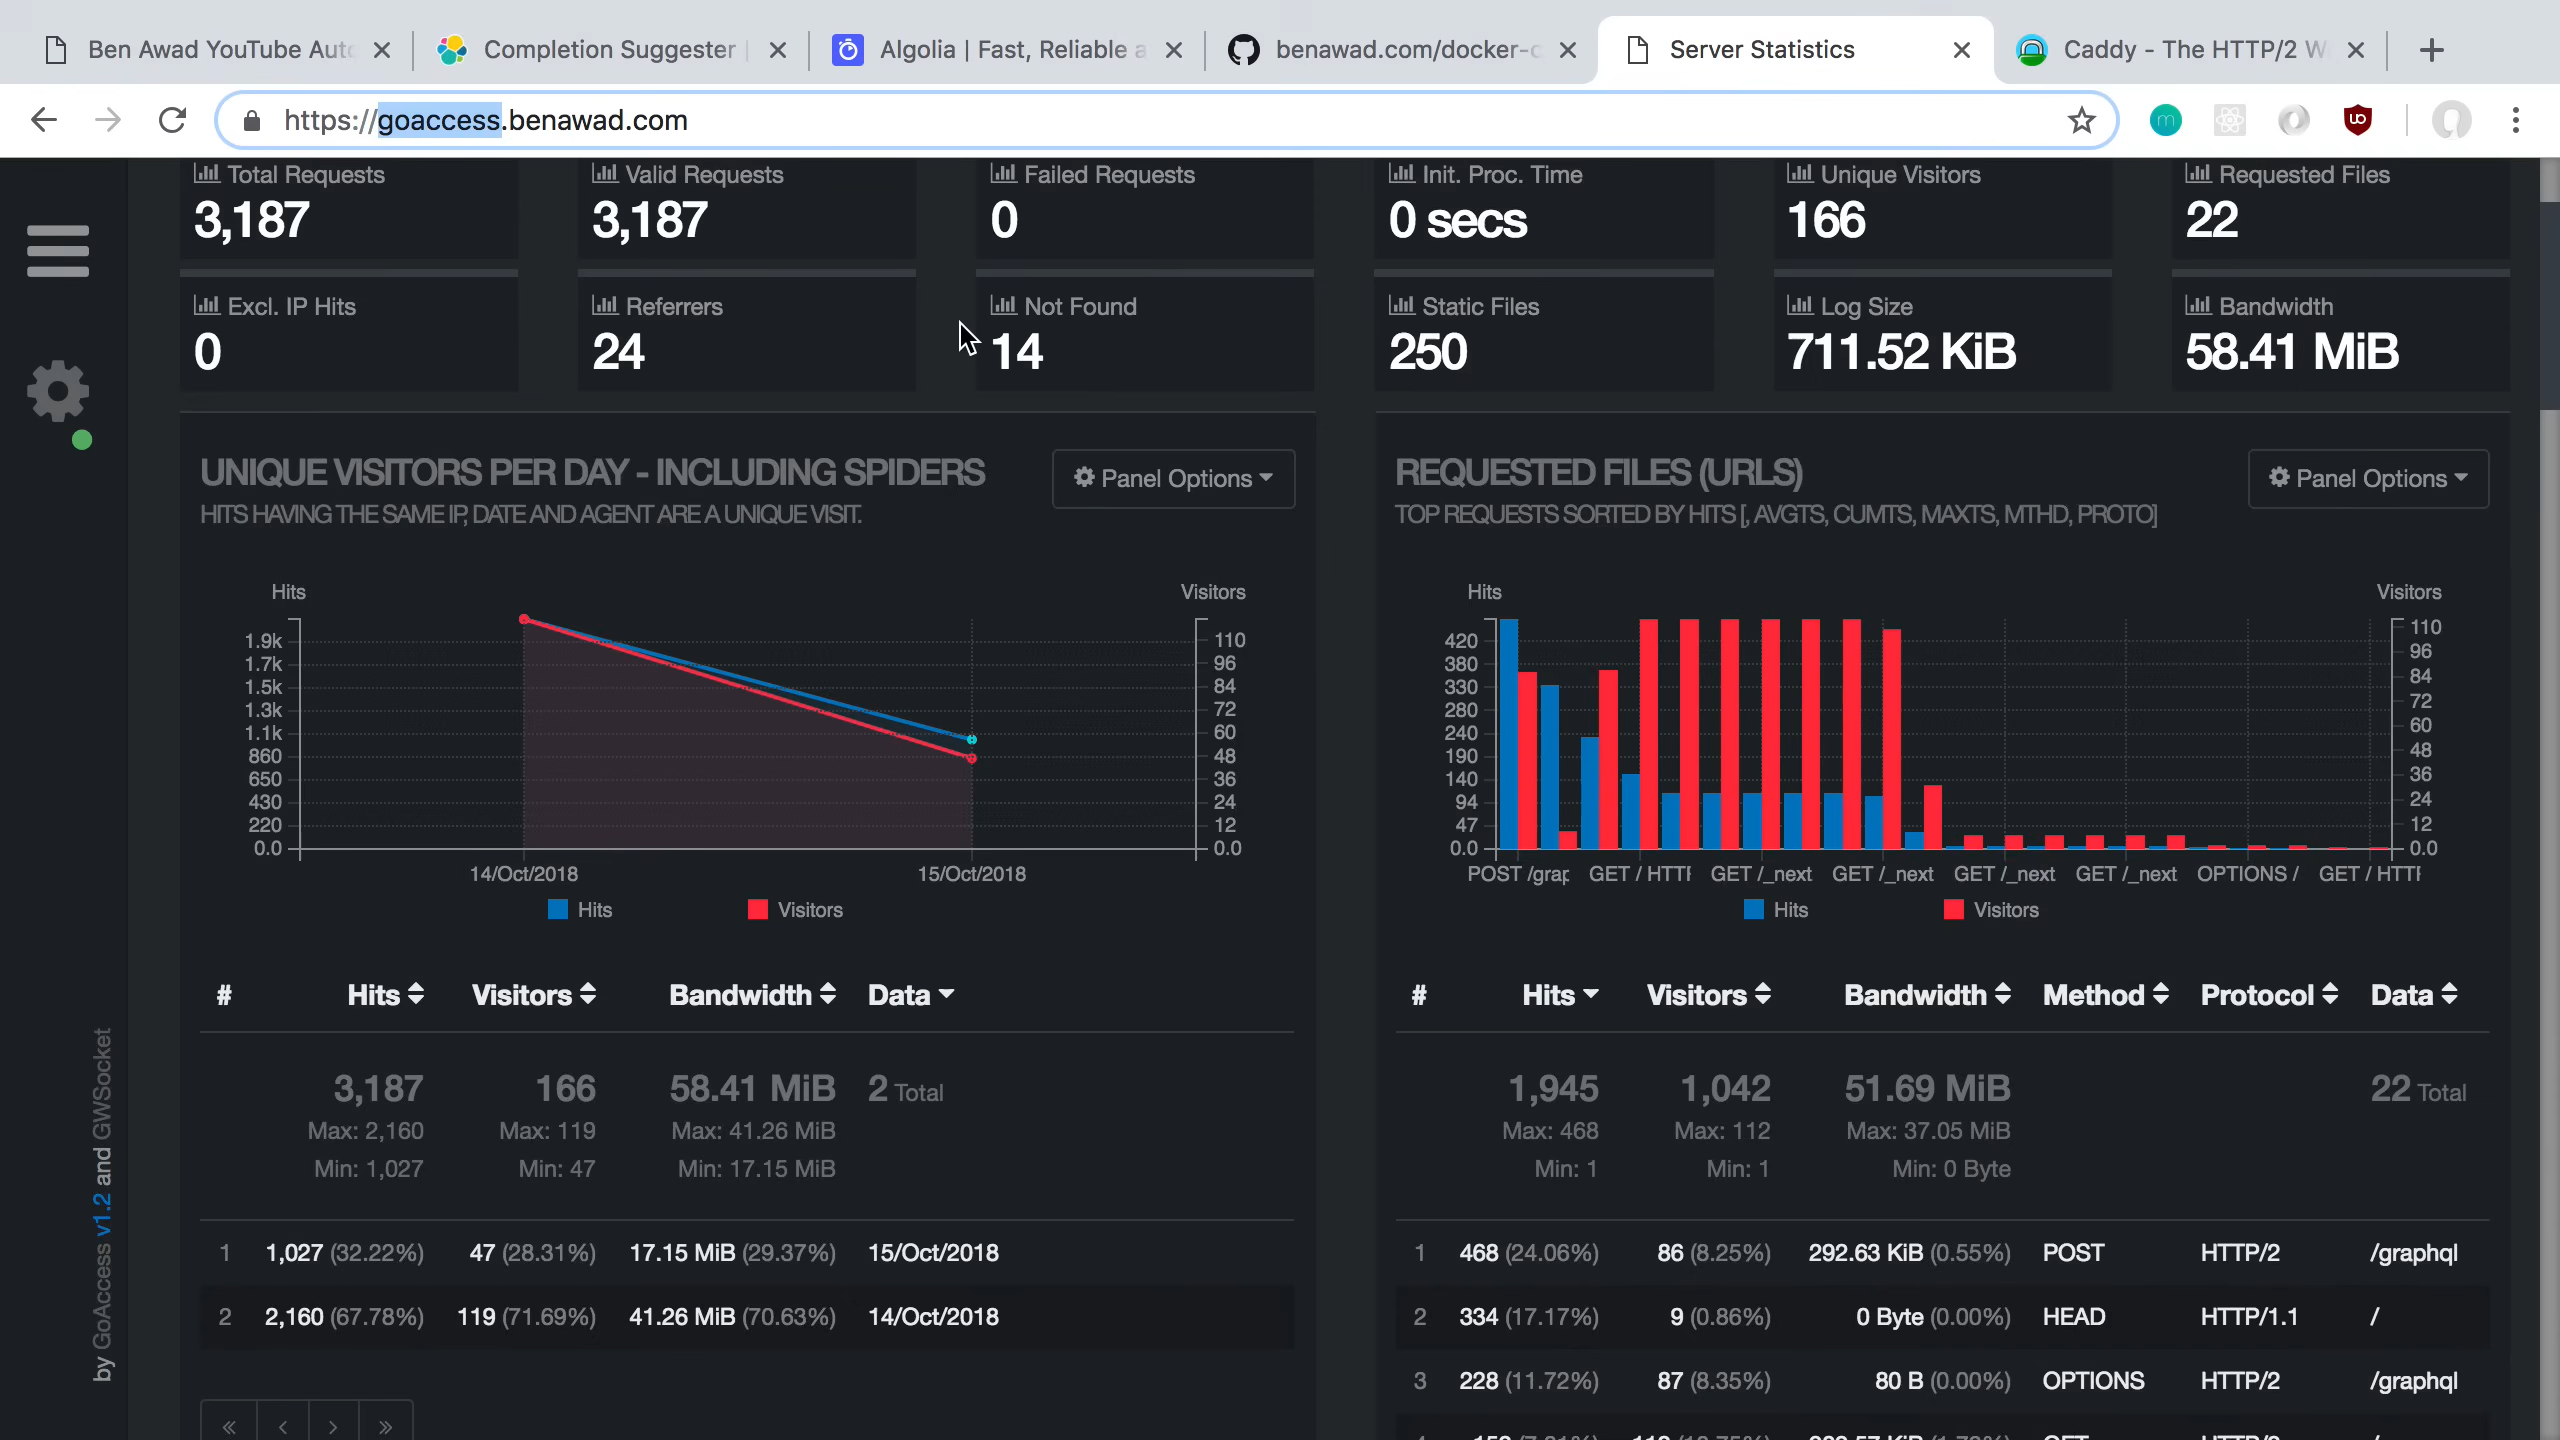 Ben Awad YouTube Auto
Completion Suggester |
Algolia | Fast, Reliable a
benawad.com/docker-c
Server Statistics
Caddy - The HTTP/2 W
https://goaccess.benawad.com
Total Requests
3,187
Valid Requests
3,187
Failed Requests
0
Init. Proc. Time
0 secs
Unique Visitors
166
Requested Files
22
Excl. IP Hits
0
Referrers
24
Not Found
14
Static Files
250
Log Size
711.52 KiB
Bandwidth
58.41 MiB
UNIQUE VISITORS PER DAY - INCLUDING SPIDERS
Panel Options
HITS HAVING THE SAME IP, DATE AND AGENT ARE A UNIQUE VISIT.
Hits
Visitors
1.9k
1.7k
1.5k
1.3k
1.1k
860
650
430
220
0.0
110
96
84
72
60
48
36
24
12
0.0
14/Oct/2018
15/Oct/2018
Hits
Visitors
# Hits Visitors Bandwidth Data
3,187 166 58.41 MiB 2 Total
Max: 2,160 Max: 119 Max: 41.26 MiB
Min: 1,027 Min: 47 Min: 17.15 MiB
1 1,027 (32.22%) 47 (28.31%) 17.15 MiB (29.37%) 15/Oct/2018
2 2,160 (67.78%) 119 (71.69%) 41.26 MiB (70.63%) 14/Oct/2018
« ‹ › »
REQUESTED FILES (URLS)
Panel Options
TOP REQUESTS SORTED BY HITS [, AVGTS, CUMTS, MAXTS, MTHD, PROTO]
Hits
Visitors
420
380
330
280
240
190
140
94
47
0.0
110
96
84
72
60
48
36
24
12
0.0
POST /grap
GET / HTT
GET /_next
GET /_next
GET /_next
GET /_next
OPTIONS /
GET / HTT
Hits
Visitors
# Hits Visitors Bandwidth Method Protocol Data
1,945 1,042 51.69 MiB 22 Total
Max: 468 Max: 112 Max: 37.05 MiB
Min: 1 Min: 1 Min: 0 Byte
1 468 (24.06%) 86 (8.25%) 292.63 KiB (0.55%) POST HTTP/2 /graphql
2 334 (17.17%) 9 (0.86%) 0 Byte (0.00%) HEAD HTTP/1.1 /
3 228 (11.72%) 87 (8.35%) 80 B (0.00%) OPTIONS HTTP/2 /graphql
by GoAccess v1.2 and GWSocket